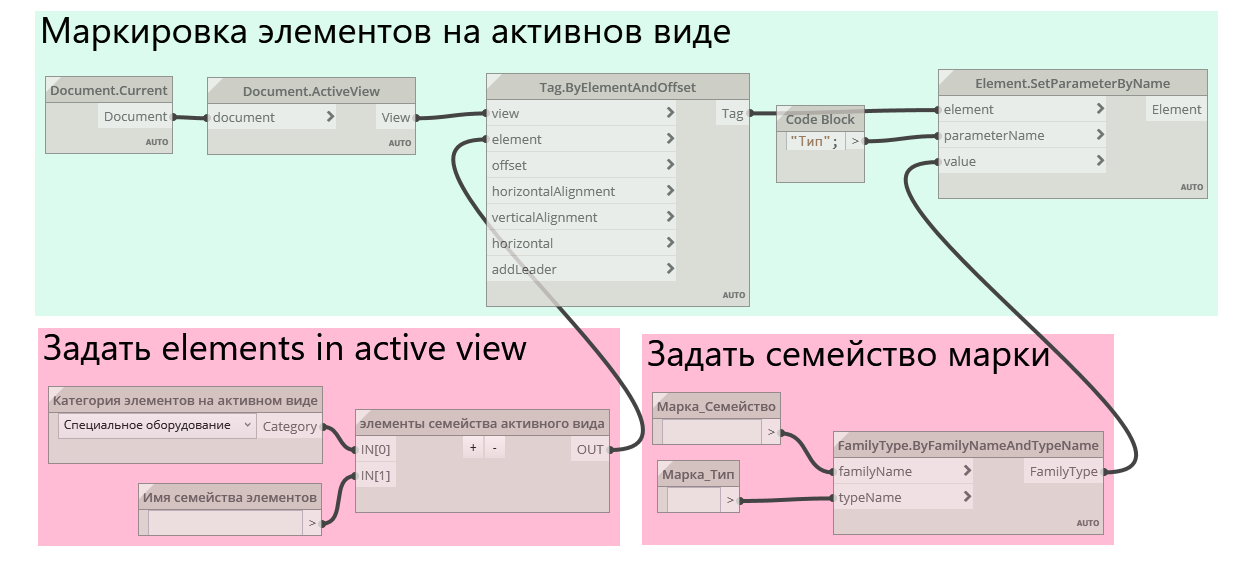 Маркировка элементов на активнов виде
Document.Current
Document
AUTO
Document.ActiveView
document
View
AUTO
Tag.ByElementAndOffset
view
element
offset
horizontalAlignment
verticalAlignment
horizontal
addLeader
Tag
AUTO
Code Block
"Тип";
>
Element.SetParameterByName
element
parameterName
value
Element
AUTO
Задать elements in active view
Категория элементов на активном виде
Специальное оборудование
Category
Имя семейства элементов
>
элементы семейства активного вида
IN[0]
IN[1]
+ -
OUT
Задать семейство марки
Марка_Семейство
>
Марка_Тип
>
FamilyType.ByFamilyNameAndTypeName
familyName
typeName
FamilyType
AUTO